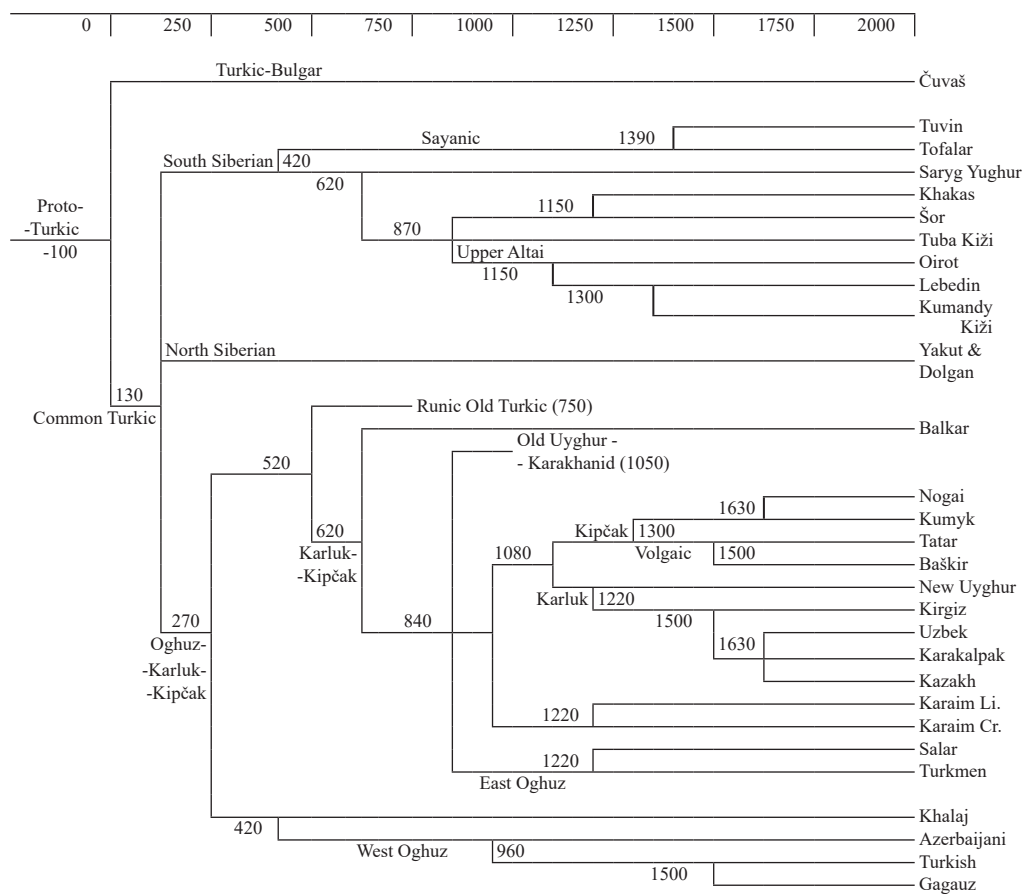 0 250 500 750 1000 1250 1500 1750 2000
Turkic-Bulgar
Čuvaš
Tuvin
Sayanic 1390
Tofalar
South Siberian 420
Saryg Yughur
620
Khakas
Proto-
1150
Šor
-Turkic
870
Tuba Kiži
-100
Upper Altai
Oirot
1150
Lebedin
1300
Kumandy
Kiži
North Siberian
Yakut &
Dolgan
130
Runic Old Turkic (750)
Common Turkic
Balkar
Old Uyghur -
520
- Karakhanid (1050)
Nogai
1630
Kumyk
620
Kipčak 1300
Tatar
Karluk-
1080
Volgaic
1500
-Kipčak
Baškir
New Uyghur
Karluk 1220
Kirgiz
270
840
1500
Uzbek
Oghuz-
1630
-Karluk-
Karakalpak
-Kipčak
Kazakh
Karaim Li.
1220
Karaim Cr.
Salar
1220
Turkmen
East Oghuz
Khalaj
420
Azerbaijani
West Oghuz 960
Turkish
1500
Gagauz